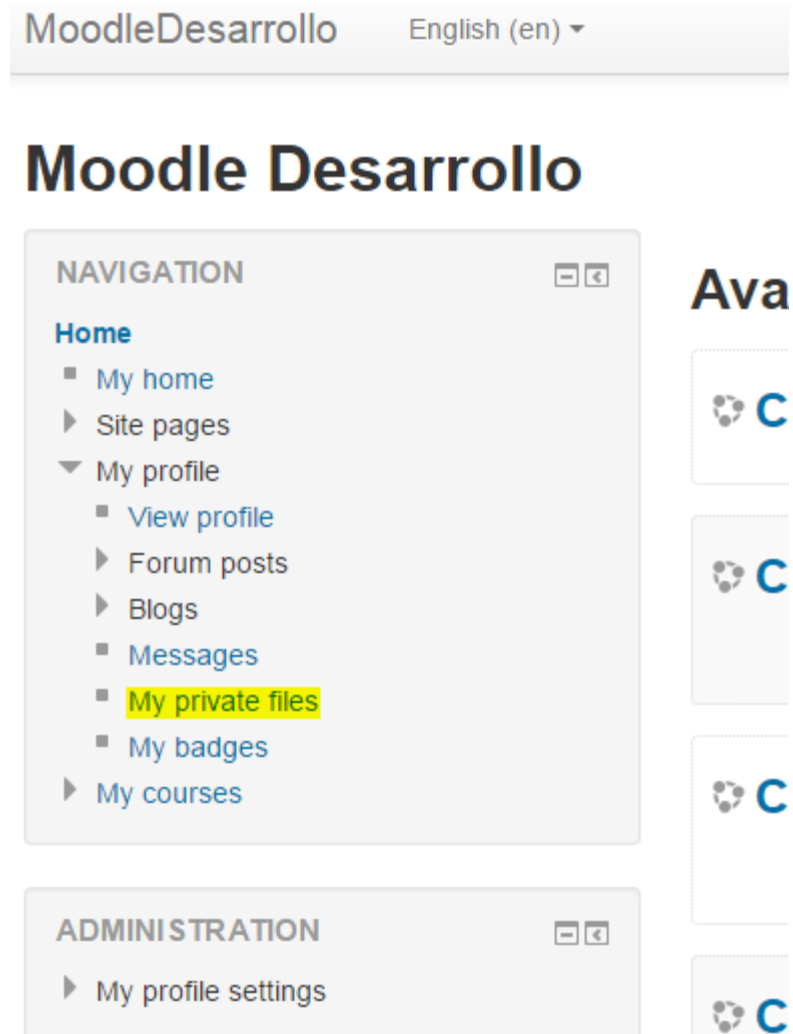 MoodleDesarrollo English (en)
Moodle Desarrollo
NAVIGATION
Home
My home
Site pages
My profile
View profile
Forum posts
Blogs
Messages
My private files
My badges
My courses
ADMINISTRATION
My profile settings
Ava
C
C
C
C